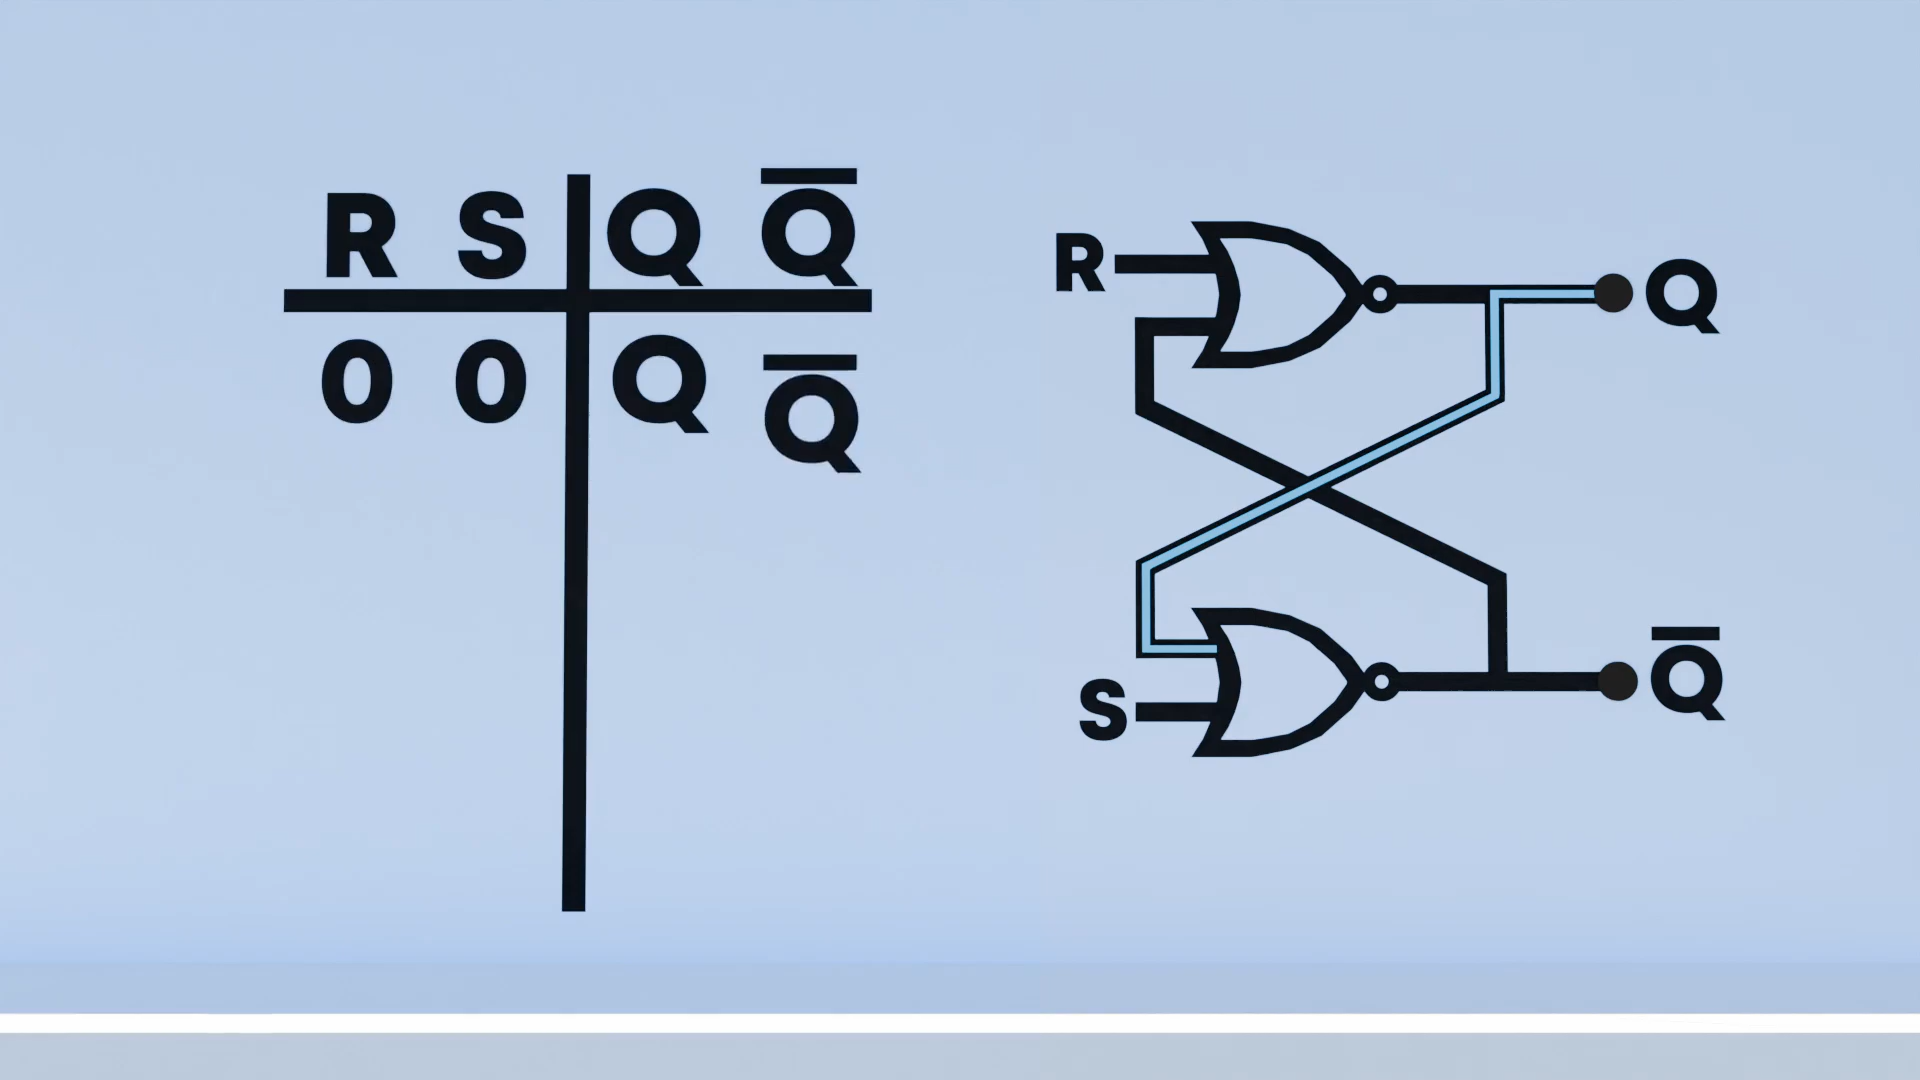 R S Q Q̅
0 0 Q Q̅
R
Q
S
Q̅